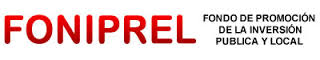 FONIPREL
FONDO DE PROMOCIÓN
DE LA INVERSIÓN
PUBLICA Y LOCAL